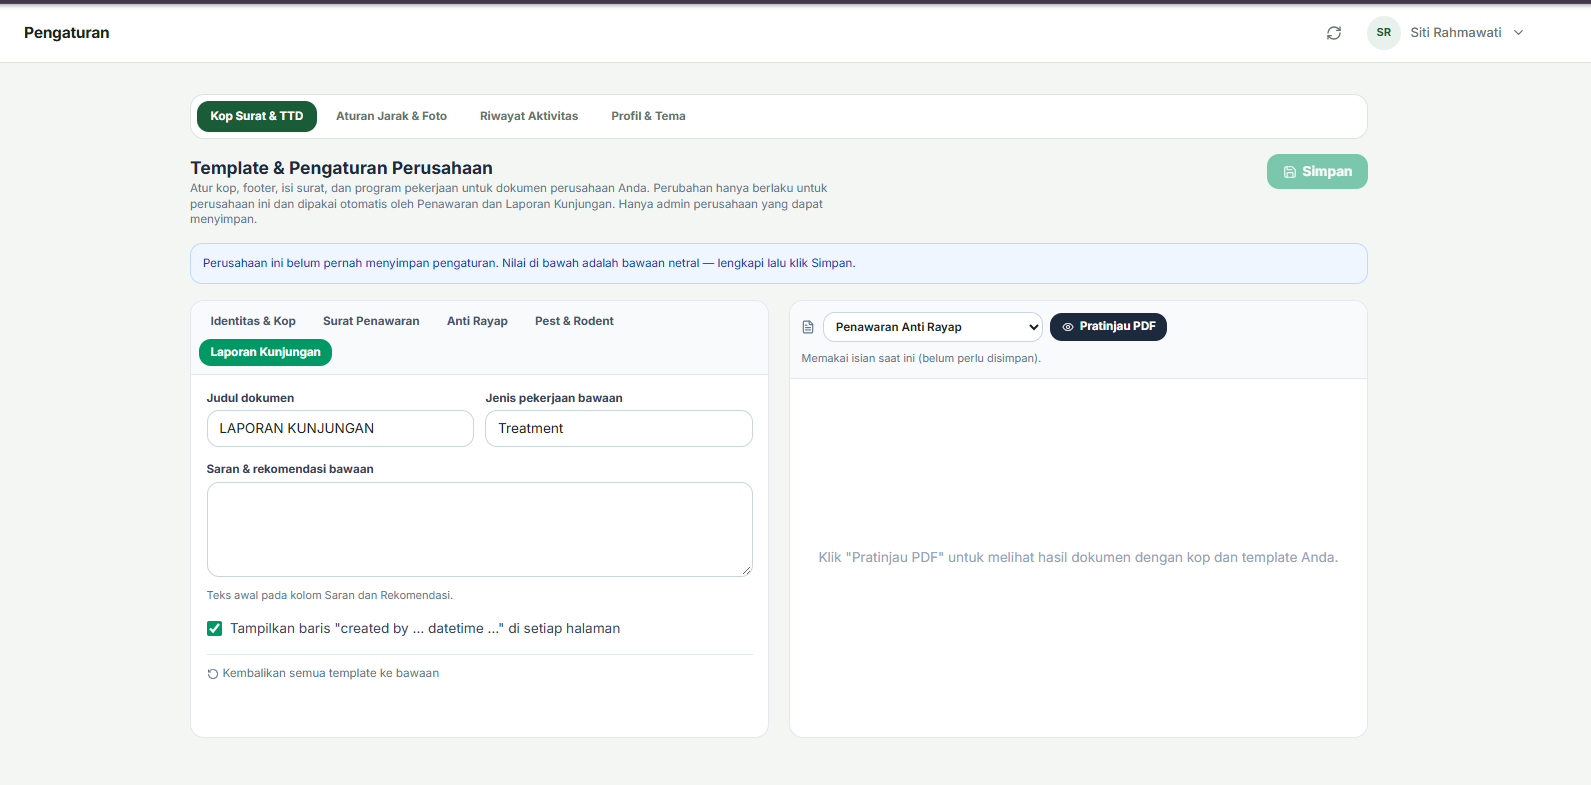 Pengaturan
SR
Siti Rahmawati
Kop Surat & TTD
Aturan Jarak & Foto
Riwayat Aktivitas
Profil & Tema
Template & Pengaturan Perusahaan
Atur kop, footer, isi surat, dan program pekerjaan untuk dokumen perusahaan Anda. Perubahan hanya berlaku untuk
perusahaan ini dan dipakai otomatis oleh Penawaran dan Laporan Kunjungan. Hanya admin perusahaan yang dapat
menyimpan.
Simpan
Perusahaan ini belum pernah menyimpan pengaturan. Nilai di bawah adalah bawaan netral — lengkapi lalu klik Simpan.
Identitas & Kop
Surat Penawaran
Anti Rayap
Pest & Rodent
Laporan Kunjungan
Judul dokumen
Jenis pekerjaan bawaan
LAPORAN KUNJUNGAN
Treatment
Saran & rekomendasi bawaan
Teks awal pada kolom Saran dan Rekomendasi.
Tampilkan baris "created by ... datetime ..." di setiap halaman
Kembalikan semua template ke bawaan
Penawaran Anti Rayap
Pratinjau PDF
Memakai isian saat ini (belum perlu disimpan).
Klik "Pratinjau PDF" untuk melihat hasil dokumen dengan kop dan template Anda.